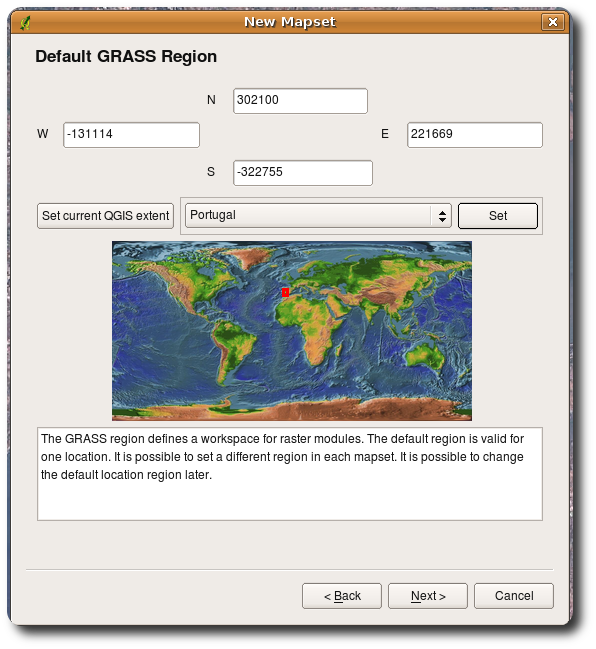 New Mapset
Default GRASS Region
N 302100
W -131114 E 221669
S -322755
Set current QGIS extent Portugal Set
The GRASS region defines a workspace for raster modules. The default region is valid for
one location. It is possible to set a different region in each mapset. It is possible to change
the default location region later.
< Back Next > Cancel